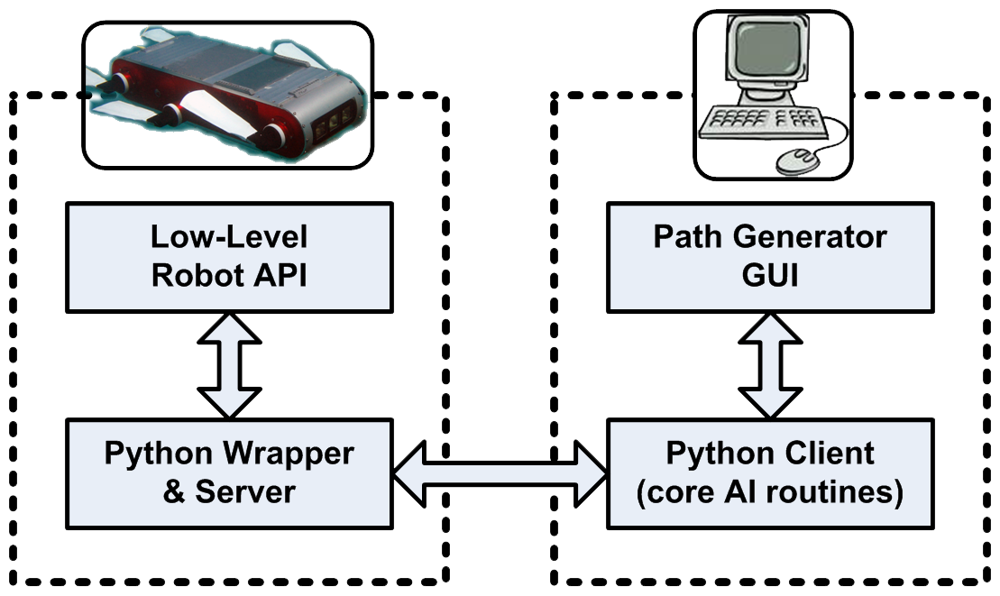 Low-Level
Robot API
Path Generator
GUI
Python Wrapper
& Server
Python Client
(core AI routines)